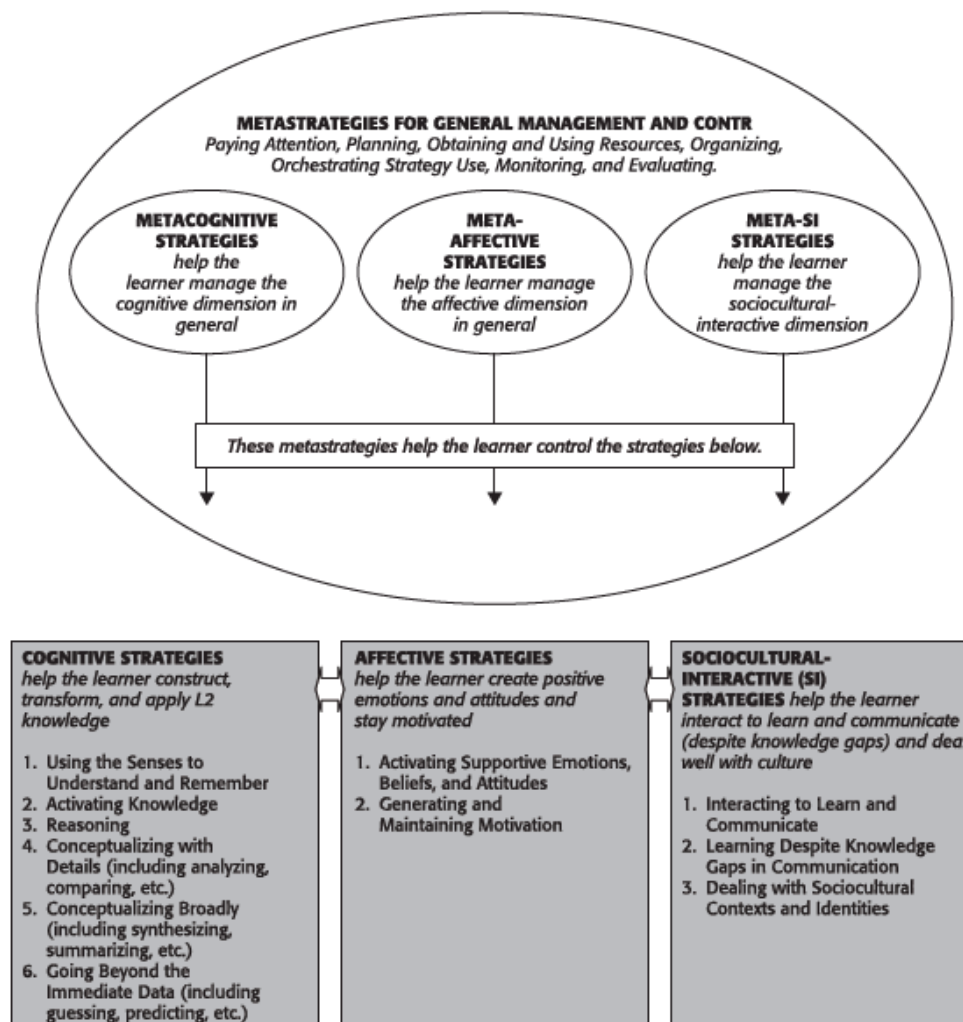 METASTRATEGIES FOR GENERAL MANAGEMENT AND CONTR
Paying Attention, Planning, Obtaining and Using Resources, Organizing,
Orchestrating Strategy Use, Monitoring, and Evaluating.
METACOGNITIVE
STRATEGIES
help the
learner manage the
cognitive dimension in
general
META-
AFFECTIVE
STRATEGIES
help the learner manage
the affective dimension
in general
META-SI
STRATEGIES
help the learner
manage the
sociocultural-
interactive dimension
These metastrategies help the learner control the strategies below.
COGNITIVE STRATEGIES
help the learner construct,
transform, and apply L2
knowledge
1. Using the Senses to
Understand and Remember
2. Activating Knowledge
3. Reasoning
4. Conceptualizing with
Details (including analyzing,
comparing, etc.)
5. Conceptualizing Broadly
(including synthesizing,
summarizing, etc.)
6. Going Beyond the
Immediate Data (including
guessing, predicting, etc.)
AFFECTIVE STRATEGIES
help the learner create positive
emotions and attitudes and
stay motivated
1. Activating Supportive Emotions,
Beliefs, and Attitudes
2. Generating and
Maintaining Motivation
SOCIOCULTURAL-
INTERACTIVE (SI)
STRATEGIES help the learner
interact to learn and communicate
(despite knowledge gaps) and deal
well with culture
1. Interacting to Learn and
Communicate
2. Learning Despite Knowledge
Gaps in Communication
3. Dealing with Sociocultural
Contexts and Identities